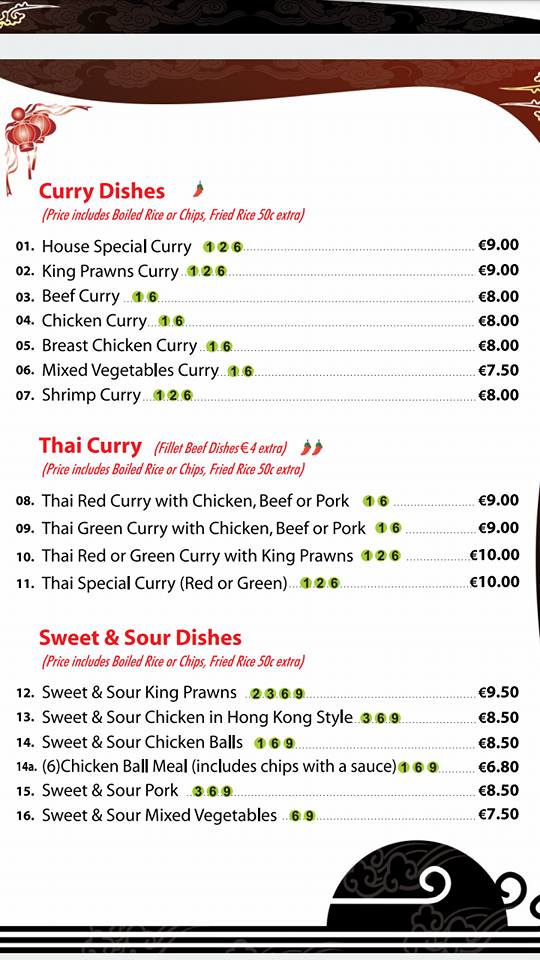 Curry Dishes
(Price includes Boiled Rice or Chips, Fried Rice 50c extra)
01. House Special Curry 1 2 6 €9.00
02. King Prawns Curry 1 2 6 €9.00
03. Beef Curry 1 6 €8.00
04. Chicken Curry 1 6 €8.00
05. Breast Chicken Curry 1 6 €8.00
06. Mixed Vegetables Curry 1 6 €7.50
07. Shrimp Curry 1 2 6 €8.00
Thai Curry (Fillet Beef Dishes €4 extra)
(Price includes Boiled Rice or Chips, Fried Rice 50c extra)
08. Thai Red Curry with Chicken, Beef or Pork 1 6 €9.00
09. Thai Green Curry with Chicken, Beef or Pork 1 6 €9.00
10. Thai Red or Green Curry with King Prawns 1 2 6 €10.00
11. Thai Special Curry (Red or Green) 1 2 6 €10.00
Sweet & Sour Dishes
(Price includes Boiled Rice or Chips, Fried Rice 50c extra)
12. Sweet & Sour King Prawns 2 3 6 9 €9.50
13. Sweet & Sour Chicken in Hong Kong Style 3 6 9 €8.50
14. Sweet & Sour Chicken Balls 1 6 9 €8.50
14a. (6)Chicken Ball Meal (includes chips with a sauce) 1 6 9 €6.80
15. Sweet & Sour Pork 3 6 9 €8.50
16. Sweet & Sour Mixed Vegetables 6 9 €7.50